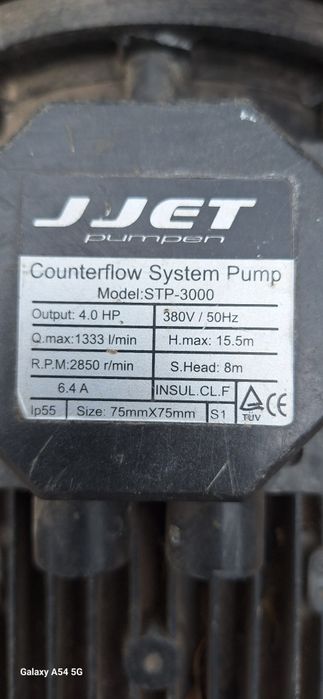 JJET
pumpen
Counterflow System Pump
Model:STP-3000
Output: 4.0 HP 380V / 50Hz
Q.max:1333 l/min H.max: 15.5m
R.P.M:2850 r/min S.Head: 8m
6.4 A INSUL.CL.F
Ip55 Size: 75mmX75mm S1 TUV CE
Galaxy A54 5G